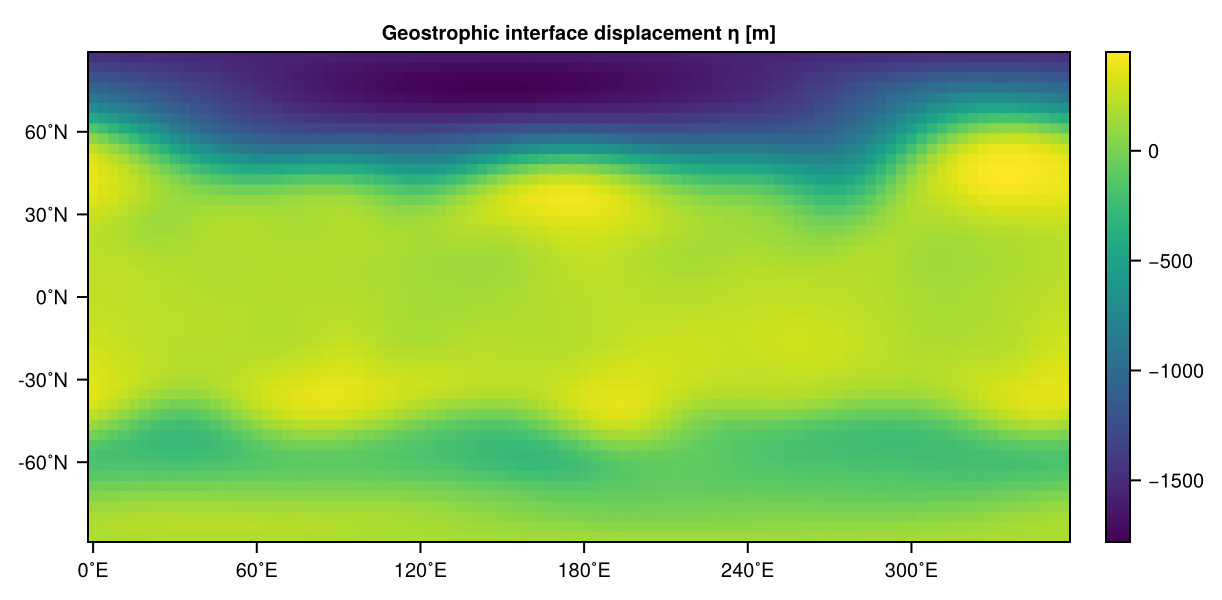 Geostrophic interface displacement η [m]
60˚N
30˚N
0˚N
-30˚N
-60˚N
0˚E 60˚E 120˚E 180˚E 240˚E 300˚E
0
−500
−1000
−1500